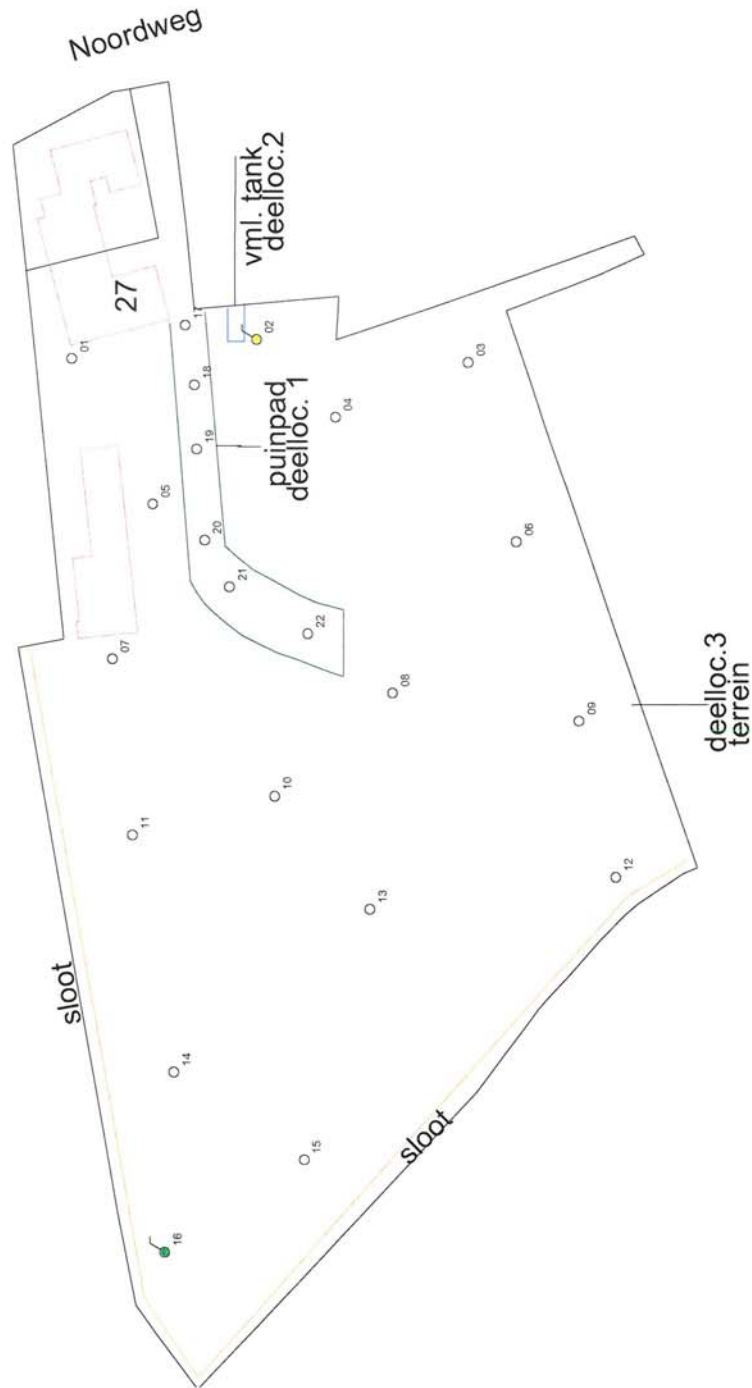 Noordweg
vml. tank
deelloc.2
27
01
17
02
18
03
04
puinpad
deelloc. 1
19
05
20
06
21
22
07
08
09
deelloc.3
terrein
10
11
12
13
sloot
14
sloot
15
16